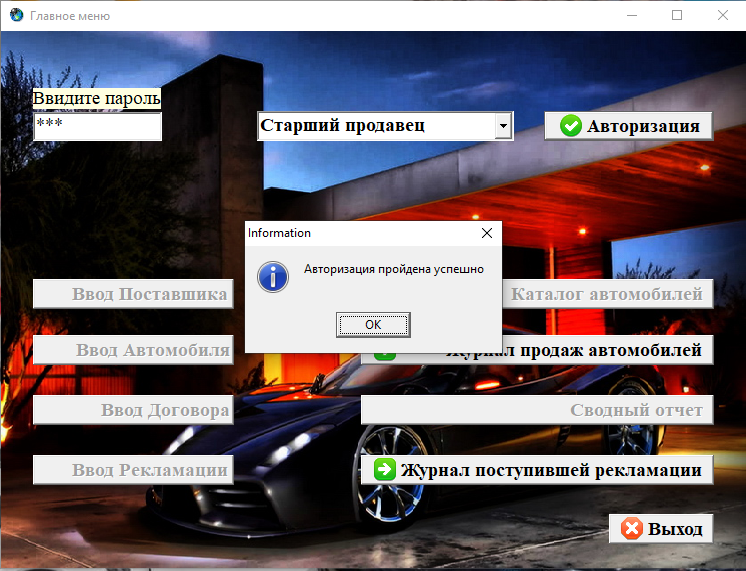 Главное меню
Ввидите пароль
***
Старший продавец
Авторизация
Information
Авторизация пройдена успешно
OK
Ввод Поставшика
Каталог автомобилей
Ввод Автомобиля
Журнал продаж автомобилей
Ввод Договора
Сводный отчет
Ввод Рекламации
Журнал поступившей рекламации
Выход